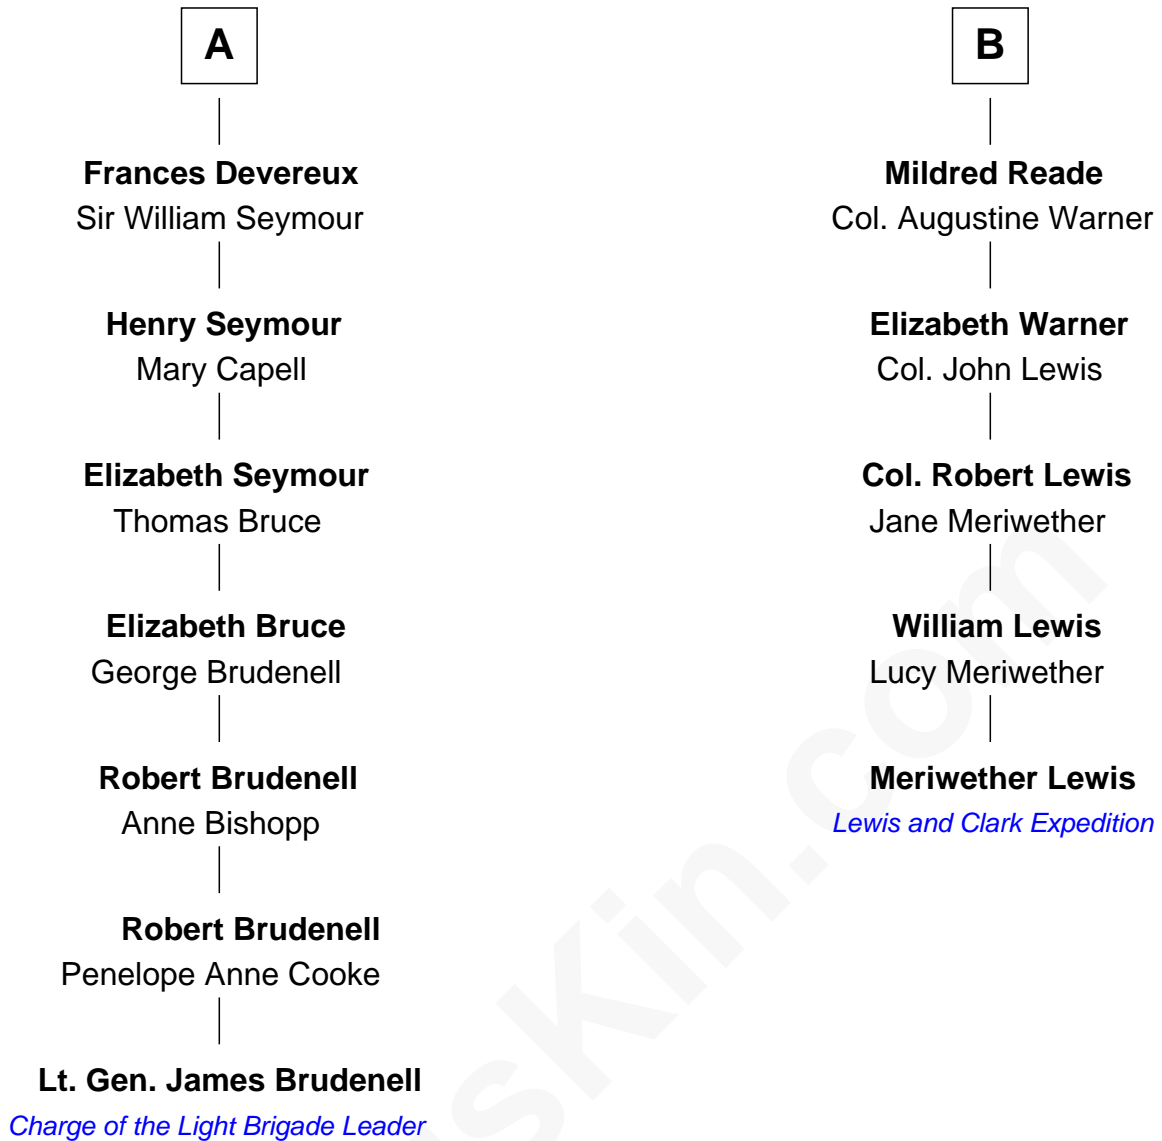 A
Frances Devereux
Sir William Seymour
Henry Seymour
Mary Capell
Elizabeth Seymour
Thomas Bruce
Elizabeth Bruce
George Brudenell
Robert Brudenell
Anne Bishopp
Robert Brudenell
Penelope Anne Cooke
Lt. Gen. James Brudenell
Charge of the Light Brigade Leader
B
Mildred Reade
Col. Augustine Warner
Elizabeth Warner
Col. John Lewis
Col. Robert Lewis
Jane Meriwether
William Lewis
Lucy Meriwether
Meriwether Lewis
Lewis and Clark Expedition
sKin.com